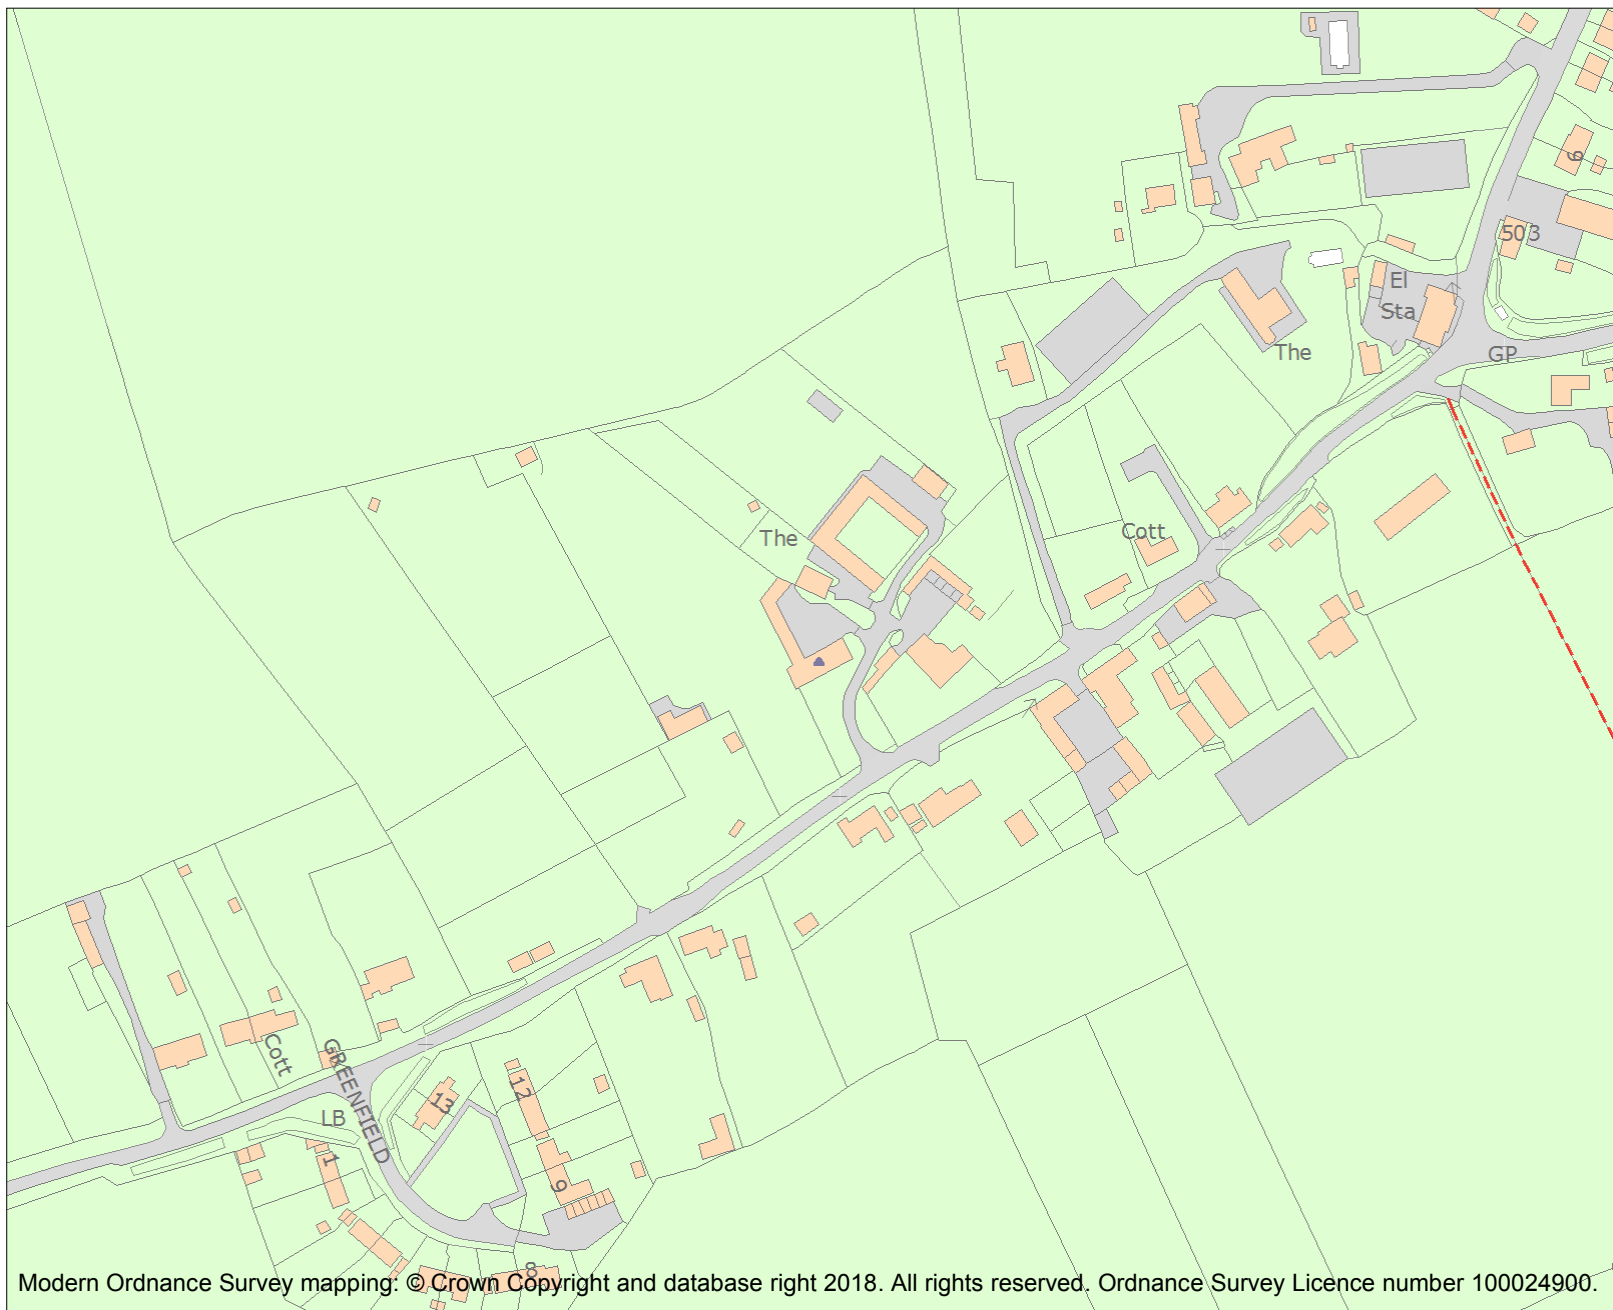 6
503
El
Sta
The
GP
Cott
The
Cott
GREENFIELD
13
12
LB
1
9
8
Modern Ordnance Survey mapping: © Crown Copyright and database right 2018. All rights reserved. Ordnance Survey Licence number 100024900.